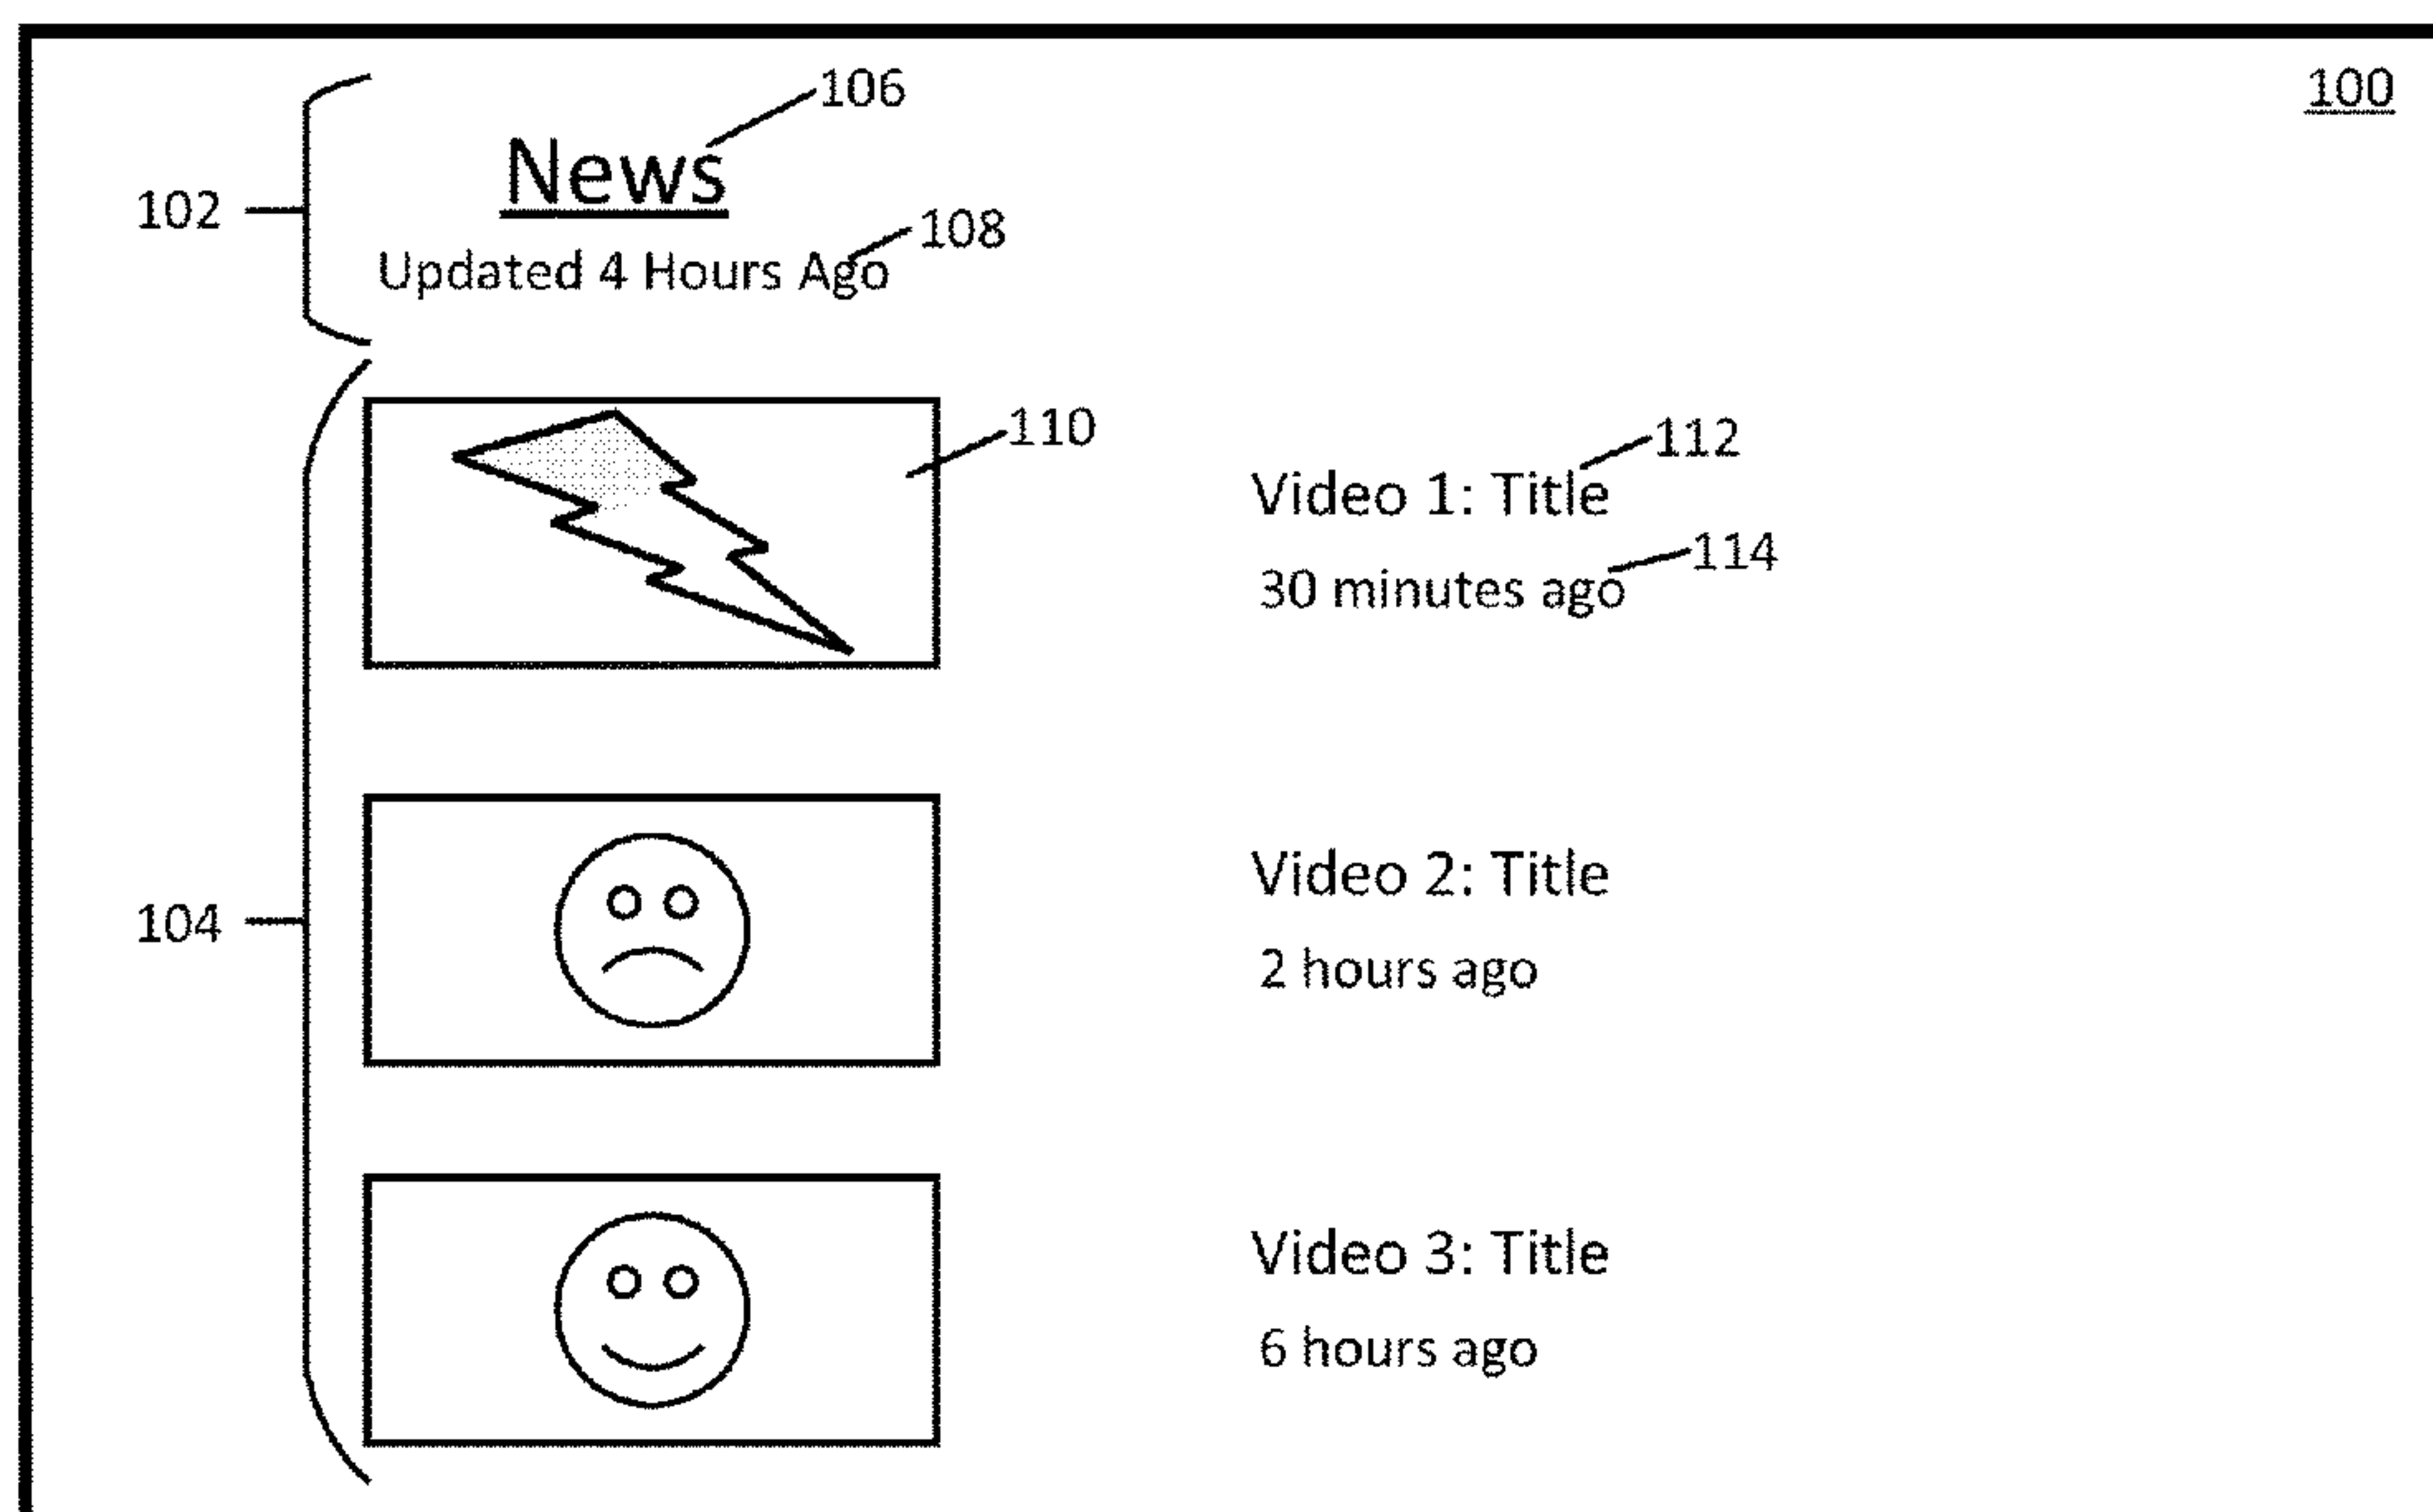 100
106
News
102
108
Updated 4 Hours Ago
110
112
Video 1: Title
114
30 minutes ago
Video 2: Title
104
2 hours ago
Video 3: Title
6 hours ago